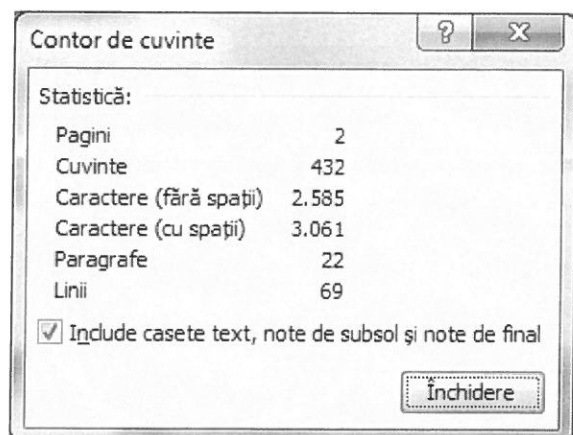 Contor de cuvinte
Statistică:
Pagini 2
Cuvinte 432
Caractere (fără spații) 2.585
Caractere (cu spații) 3.061
Paragrafe 22
Linii 69
Include casete text, note de subsol și note de final
Închidere